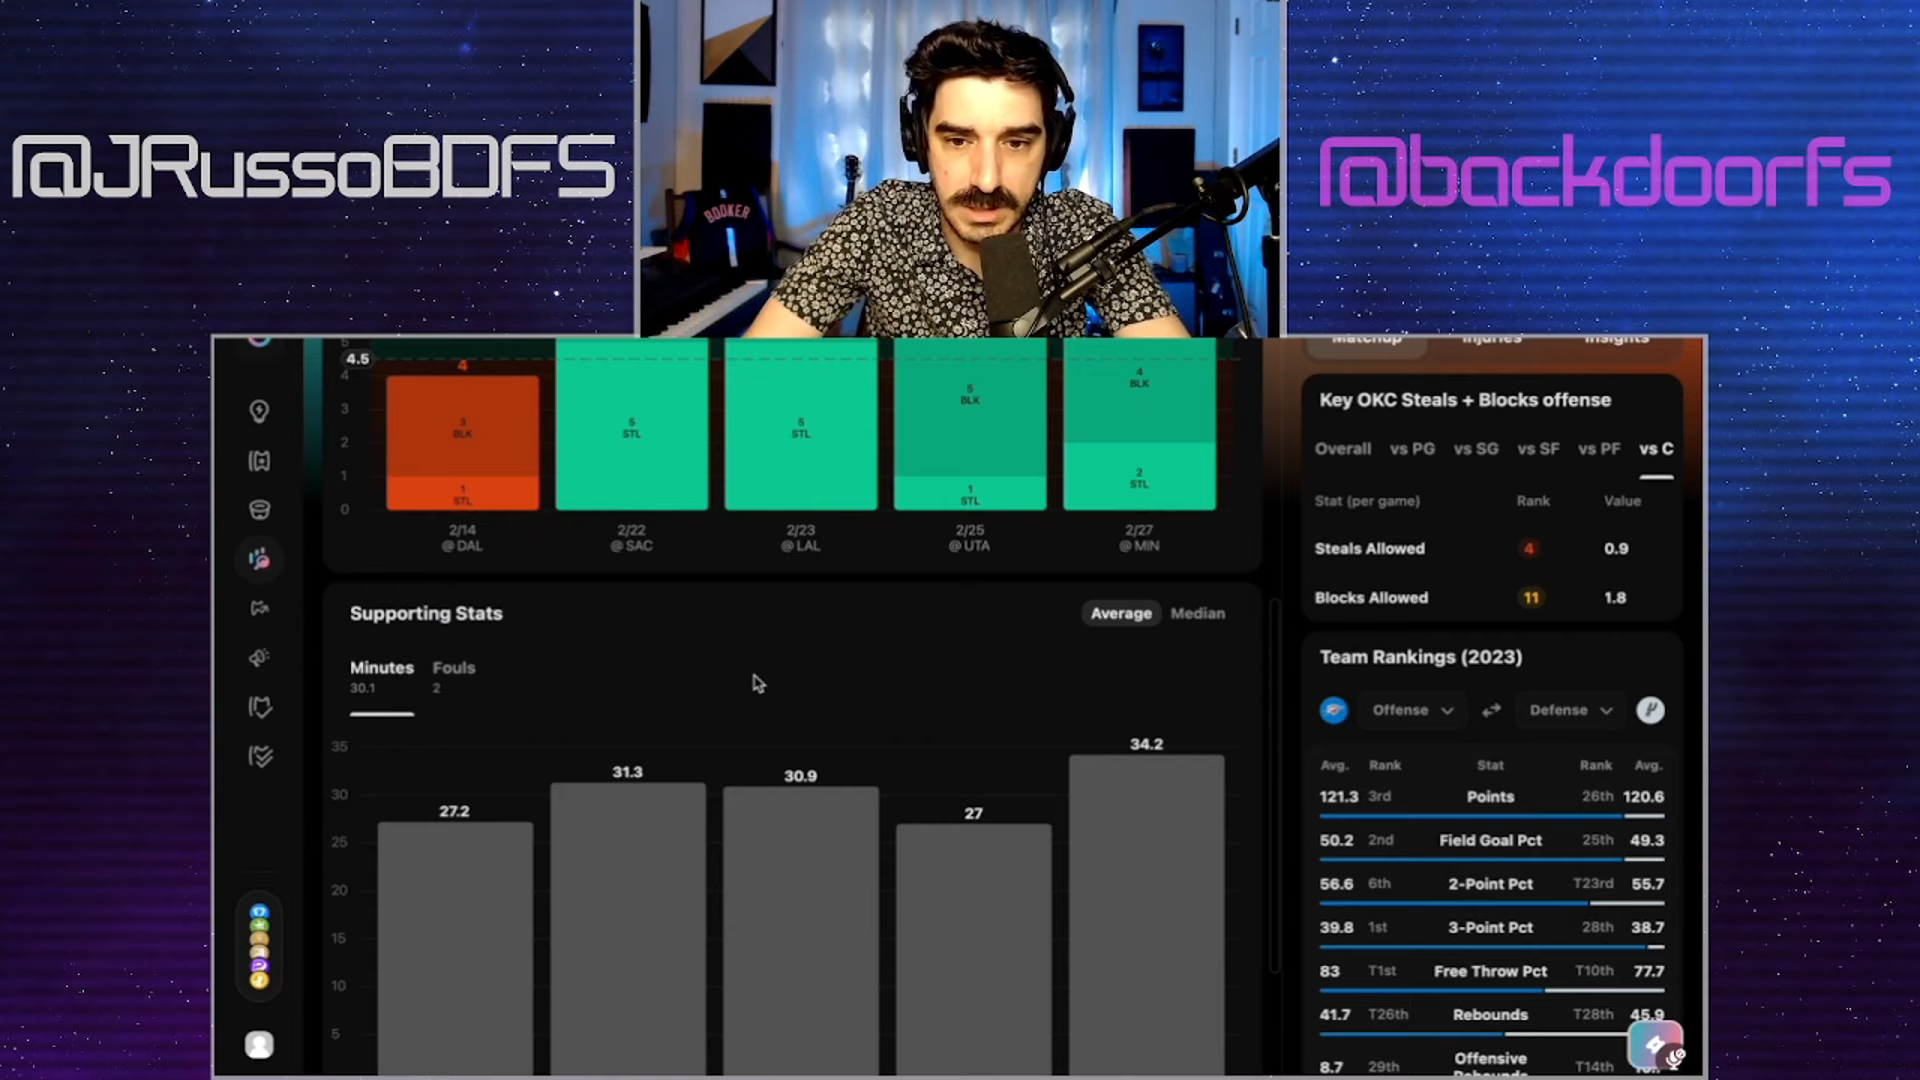 @JRussoBDFS
@backdoorfs
BOOKER
1
4.5
5
4
3
2
1
0
4
3
BLK
1
STL
5
STL
5
STL
5
BLK
1
STL
4
BLK
2
STL
2/14
@ DAL
2/22
@ SAC
2/23
@ LAL
2/25
@ UTA
2/27
@ MIN
Supporting Stats
Average Median
Minutes Fouls
30.1 2
35
30
25
20
15
10
5
27.2
31.3
30.9
27
34.2
Matchup Injuries Insights
Key OKC Steals + Blocks offense
Overall vs PG vs SG vs SF vs PF vs C
Stat (per game) Rank Value
Steals Allowed 4 0.9
Blocks Allowed 11 1.8
Team Rankings (2023)
Offense Defense
Avg. Rank Stat Rank Avg.
121.3 3rd Points 26th 120.6
50.2 2nd Field Goal Pct 25th 49.3
56.6 6th 2-Point Pct T23rd 55.7
39.8 1st 3-Point Pct 28th 38.7
83 T1st Free Throw Pct T10th 77.7
41.7 T26th Rebounds T28th 45.9
8.7 29th Offensive Rebounds T14th